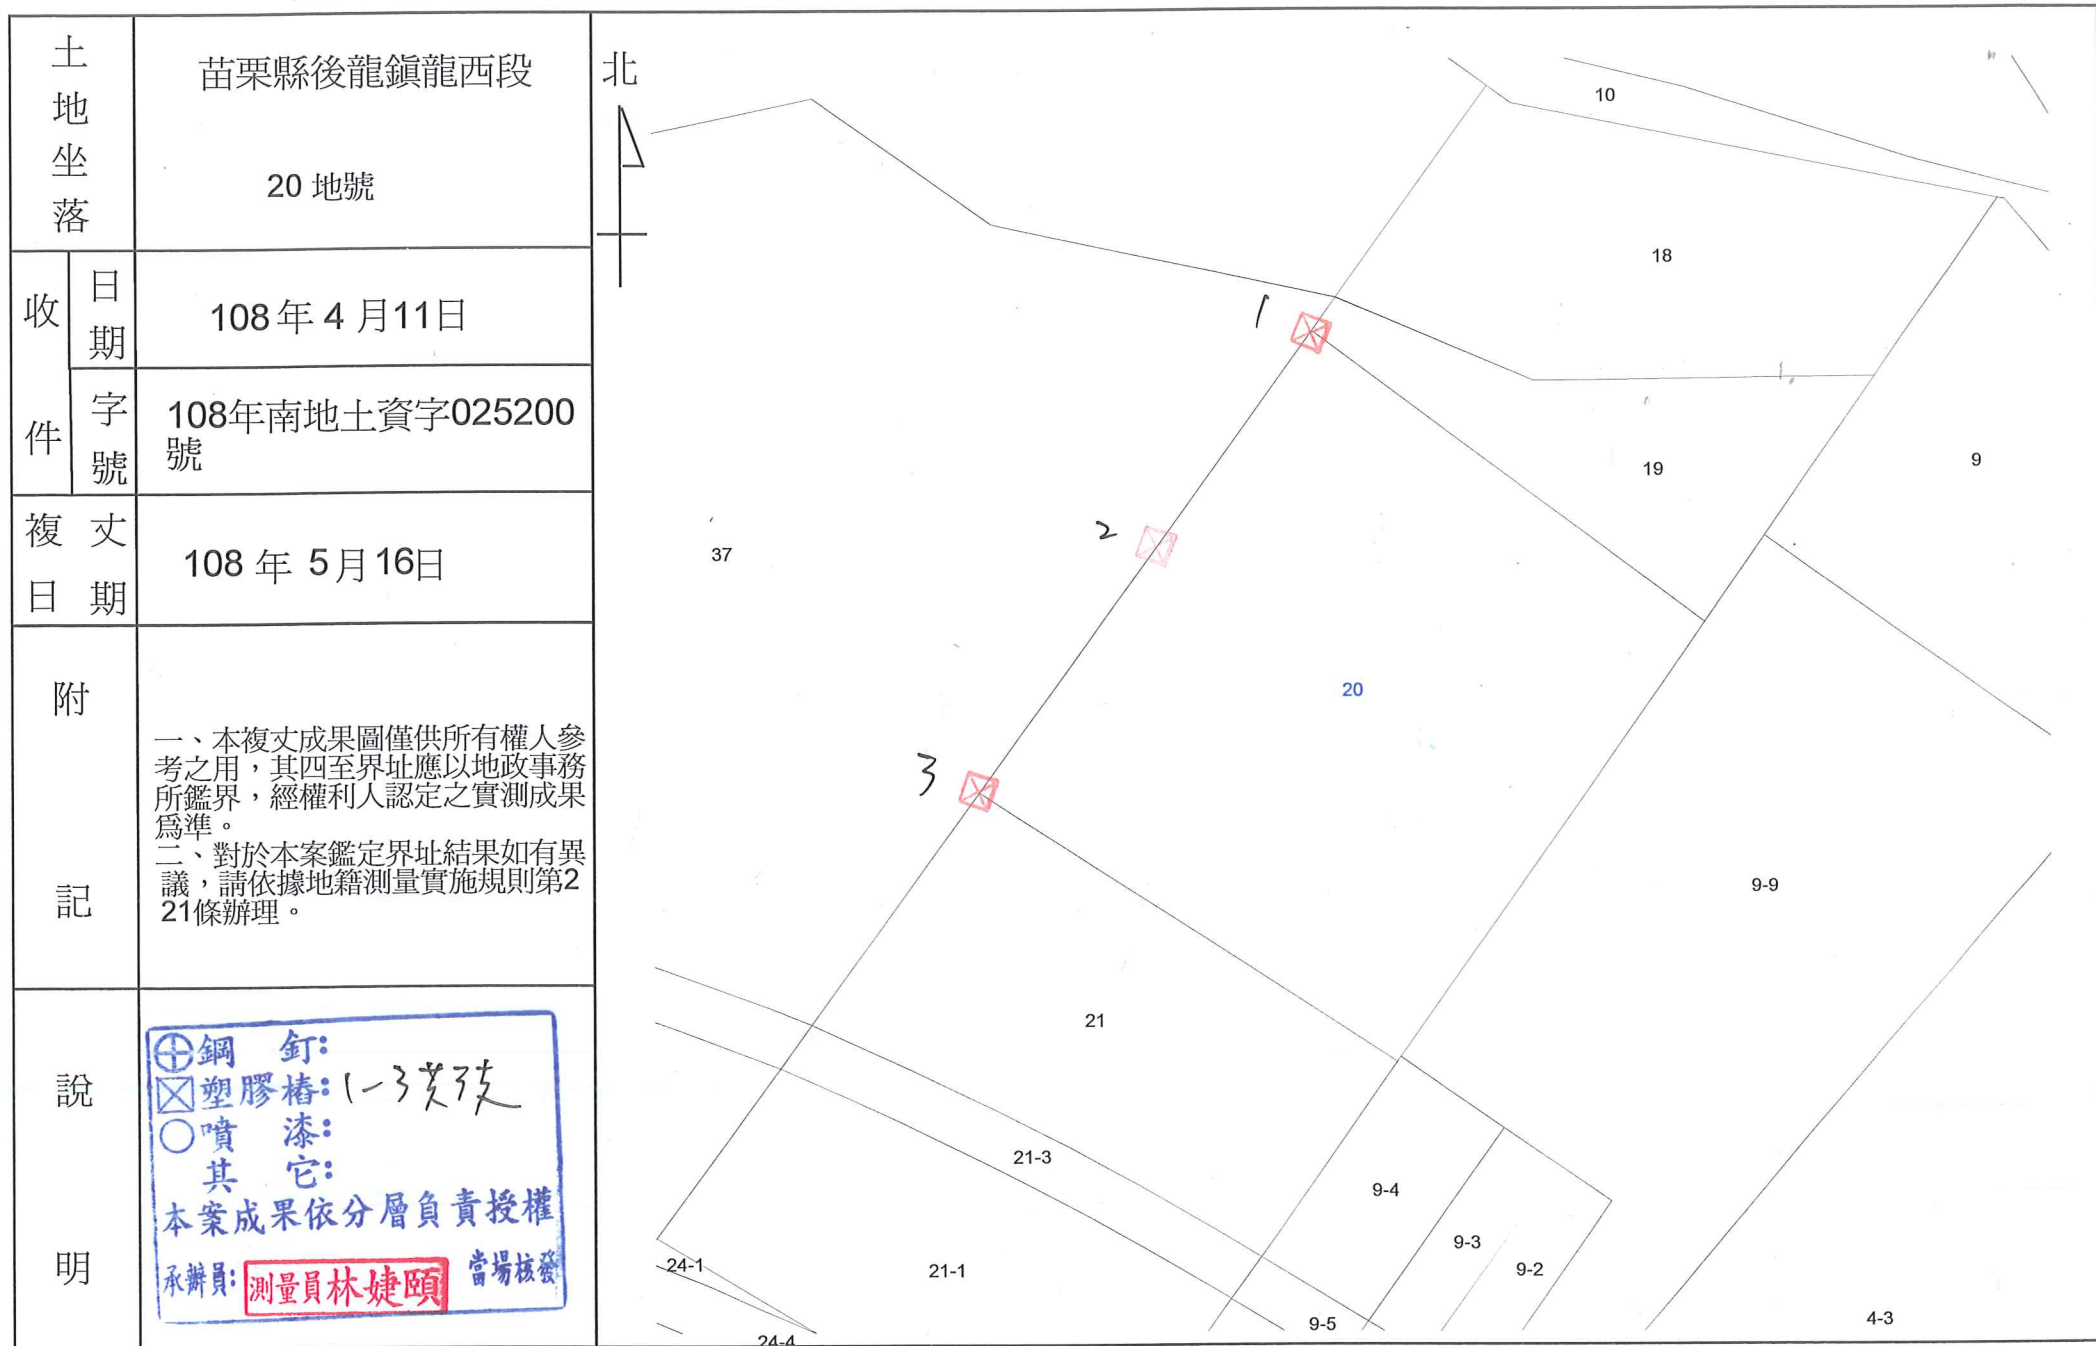 土地坐落
苗栗縣後龍鎮龍西段
20 地號
收件
日期
108年 4 月11日
字號
108年南地土資字025200
號
複丈
日期
108 年 5月16日
附記
一、本複丈成果圖僅供所有權人參
考之用，其四至界址應以地政事務
所鑑界，經權利人認定之實測成果
為準。
二、對於本案鑑定界址結果如有異
議，請依據地籍測量實施規則第2
21條辦理。
說明
鋼 釘：
塑膠樁：1-3共3支
噴 漆：
其 它：
本案成果依分層負責授權
承辦員：測量員林婕頤 當場核發
北
10
18
1
19
9
37
2
20
3
9-9
21
21-3
9-4
9-3
9-2
24-1
21-1
9-5
4-3
24-4